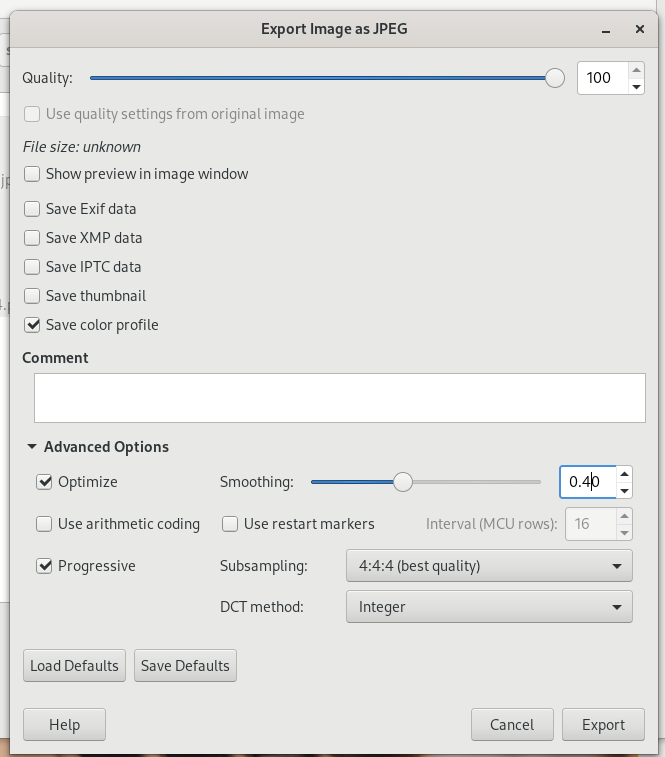 Export Image as JPEG
Quality: 100
Use quality settings from original image
File size: unknown
Show preview in image window
Save Exif data
Save XMP data
Save IPTC data
Save thumbnail
Save color profile
Comment
Advanced Options
Optimize Smoothing: 0.40
Use arithmetic coding Use restart markers Interval (MCU rows): 16
Progressive Subsampling: 4:4:4 (best quality)
DCT method: Integer
Load Defaults Save Defaults
Help Cancel Export